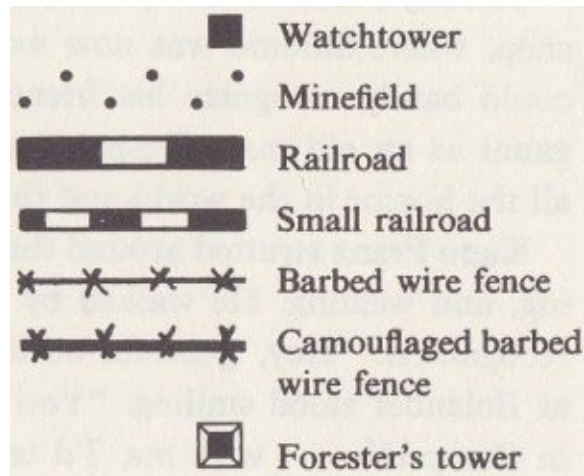 Watchtower
Minefield
Railroad
Small railroad
Barbed wire fence
Camouflaged barbed
wire fence
Forester's tower